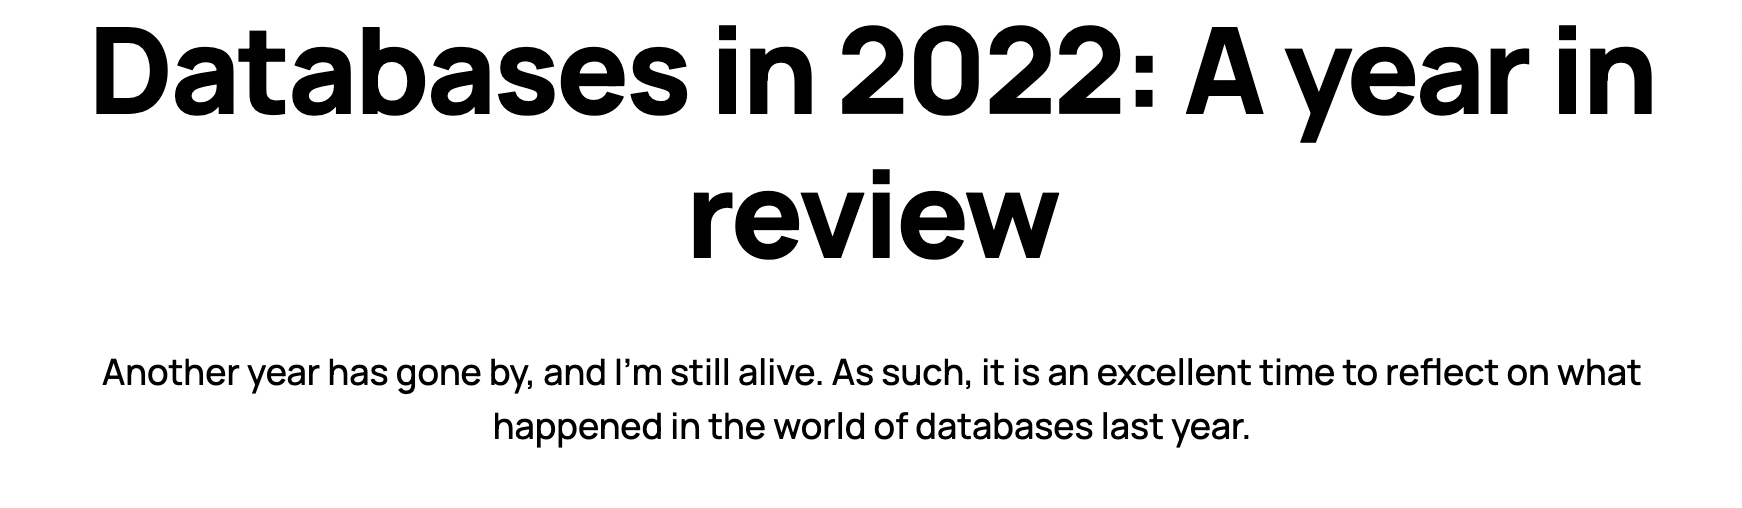 Databases in 2022: A year in
review
Another year has gone by, and I’m still alive. As such, it is an excellent time to reflect on what
happened in the world of databases last year.